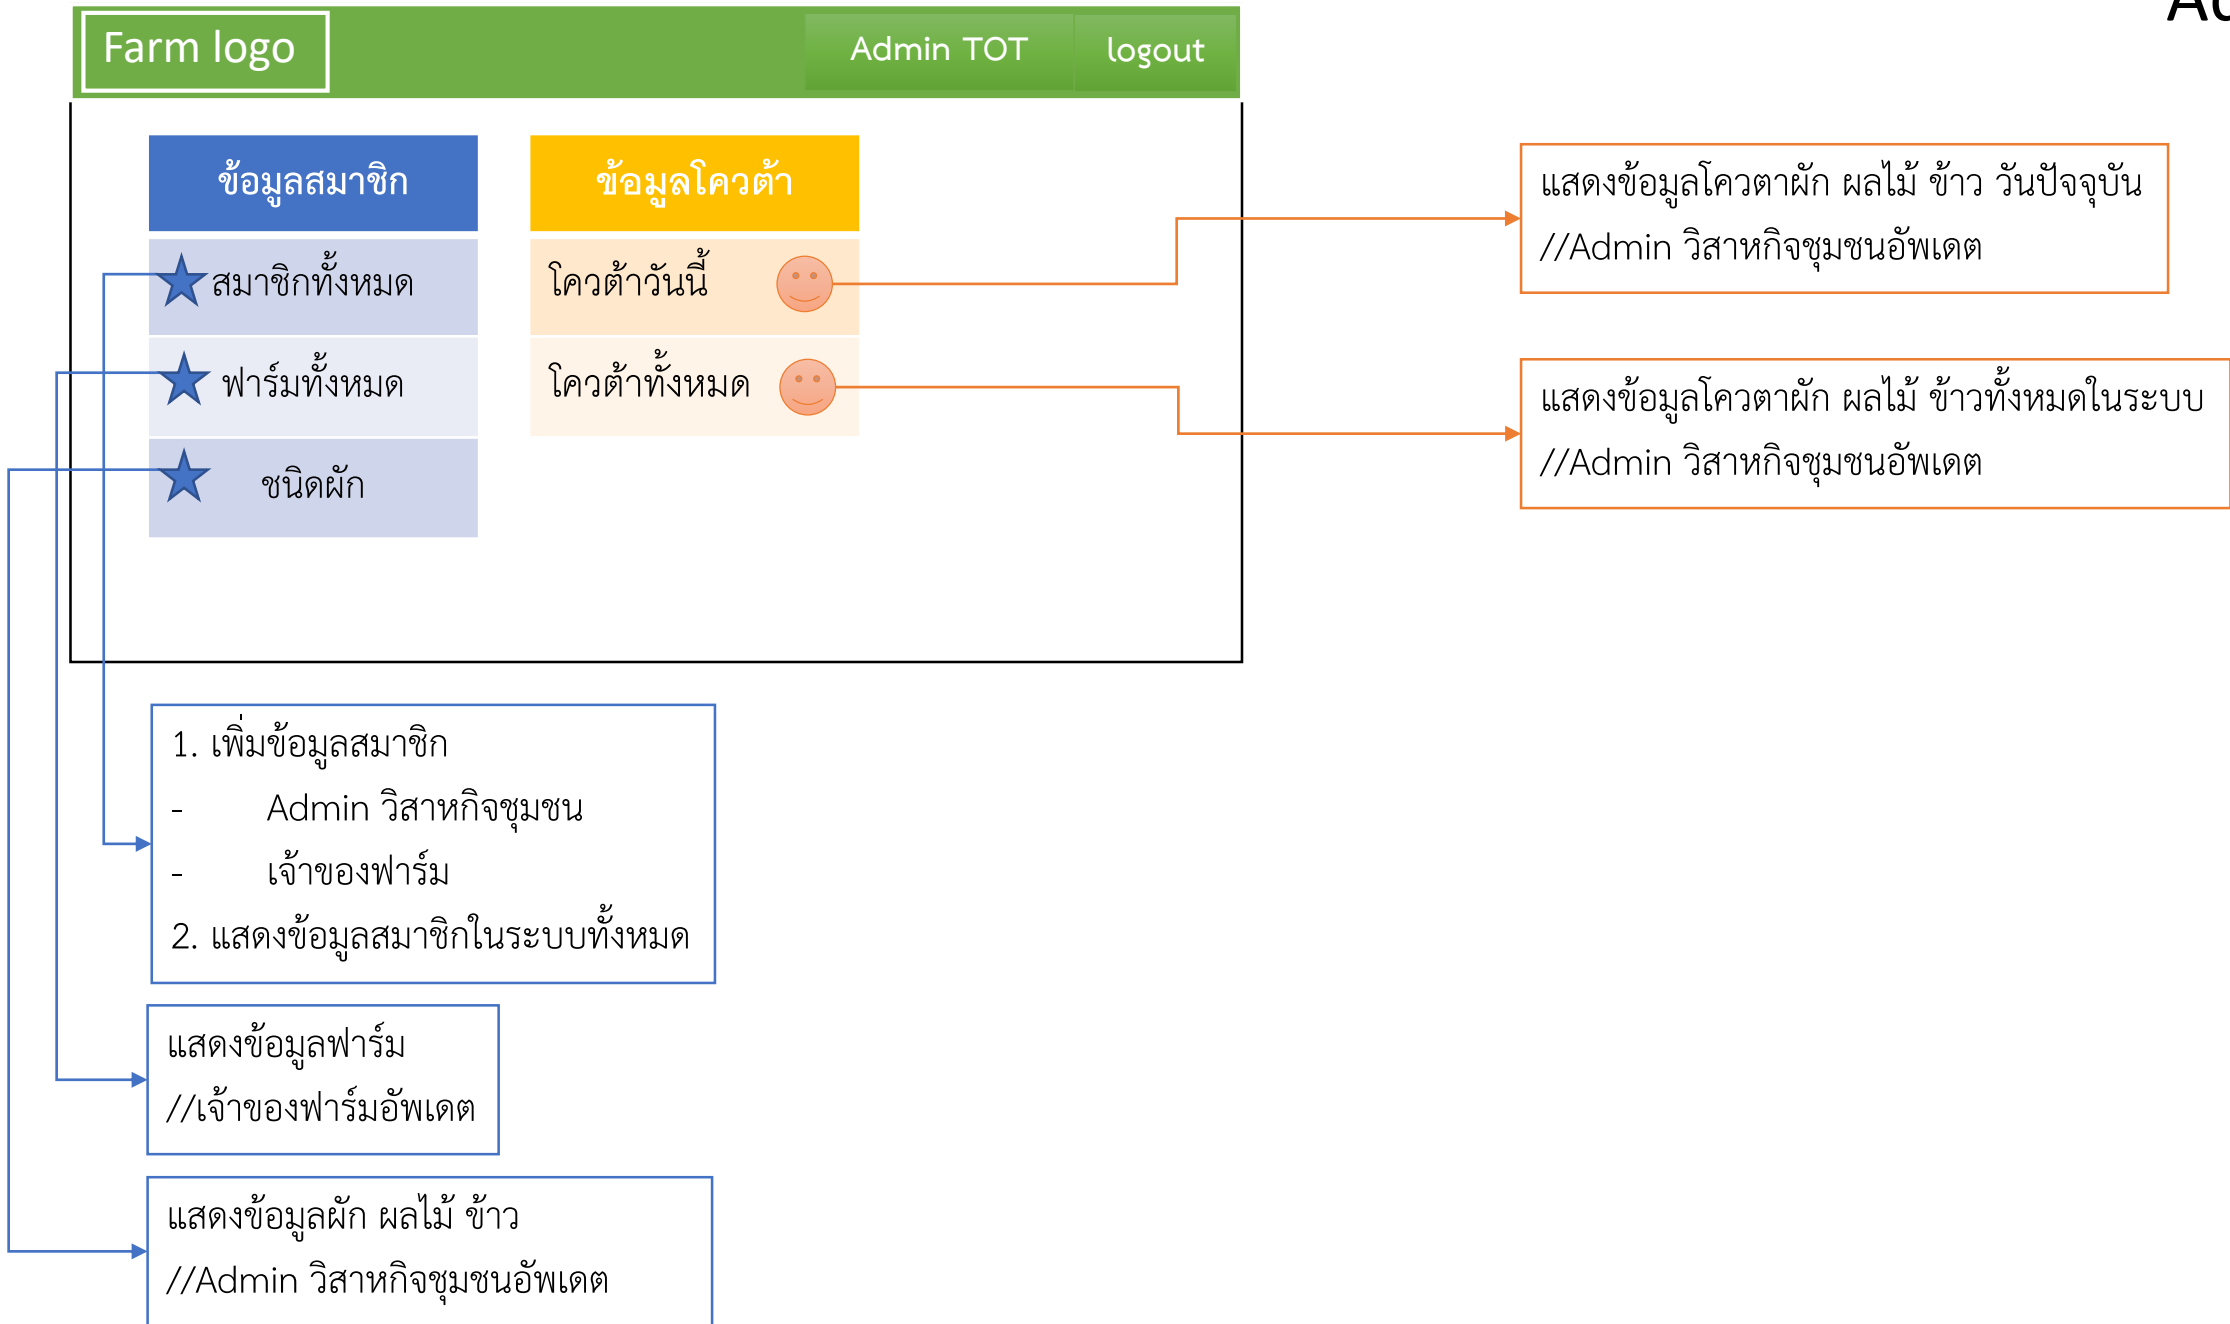 Farm logo
Admin TOT
logout
ข้อมูลสมาชิก
สมาชิกทั้งหมด
ฟาร์มทั้งหมด
ชนิดผัก
ข้อมูลโควต้า
โควต้าวันนี้
โควต้าทั้งหมด
แสดงข้อมูลโควตาผัก ผลไม้ ข้าว วันปัจจุบัน
//Admin วิสาหกิจชุมชนอัพเดต
แสดงข้อมูลโควตาผัก ผลไม้ ข้าวทั้งหมดในระบบ
//Admin วิสาหกิจชุมชนอัพเดต
1. เพิ่มข้อมูลสมาชิก
- Admin วิสาหกิจชุมชน
- เจ้าของฟาร์ม
2. แสดงข้อมูลสมาชิกในระบบทั้งหมด
แสดงข้อมูลฟาร์ม
//เจ้าของฟาร์มอัพเดต
แสดงข้อมูลผัก ผลไม้ ข้าว
//Admin วิสาหกิจชุมชนอัพเดต